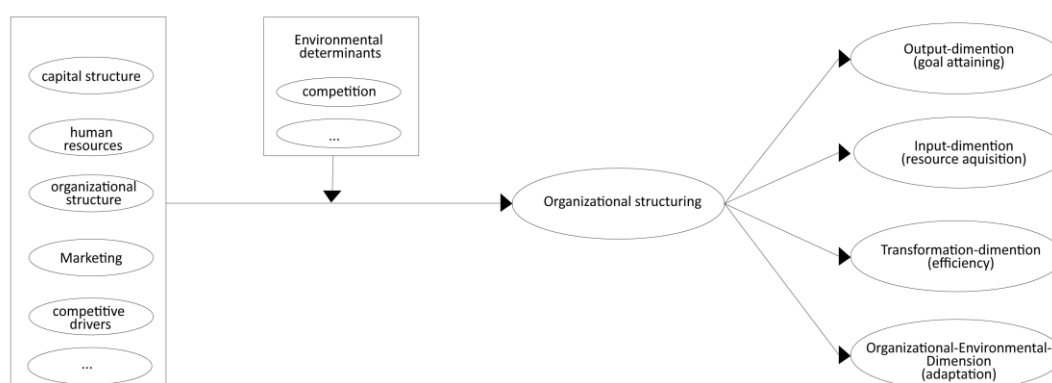 capital structure
human
resources
organizational
structure
Marketing
competitive
drivers
...
Environmental
determinants
competition
...
Organizational structuring
Output-dimention
(goal attaining)
Input-dimention
(resource aquisition)
Transformation-dimention
(efficiency)
Organizational-Environmental-
Dimension
(adaptation)